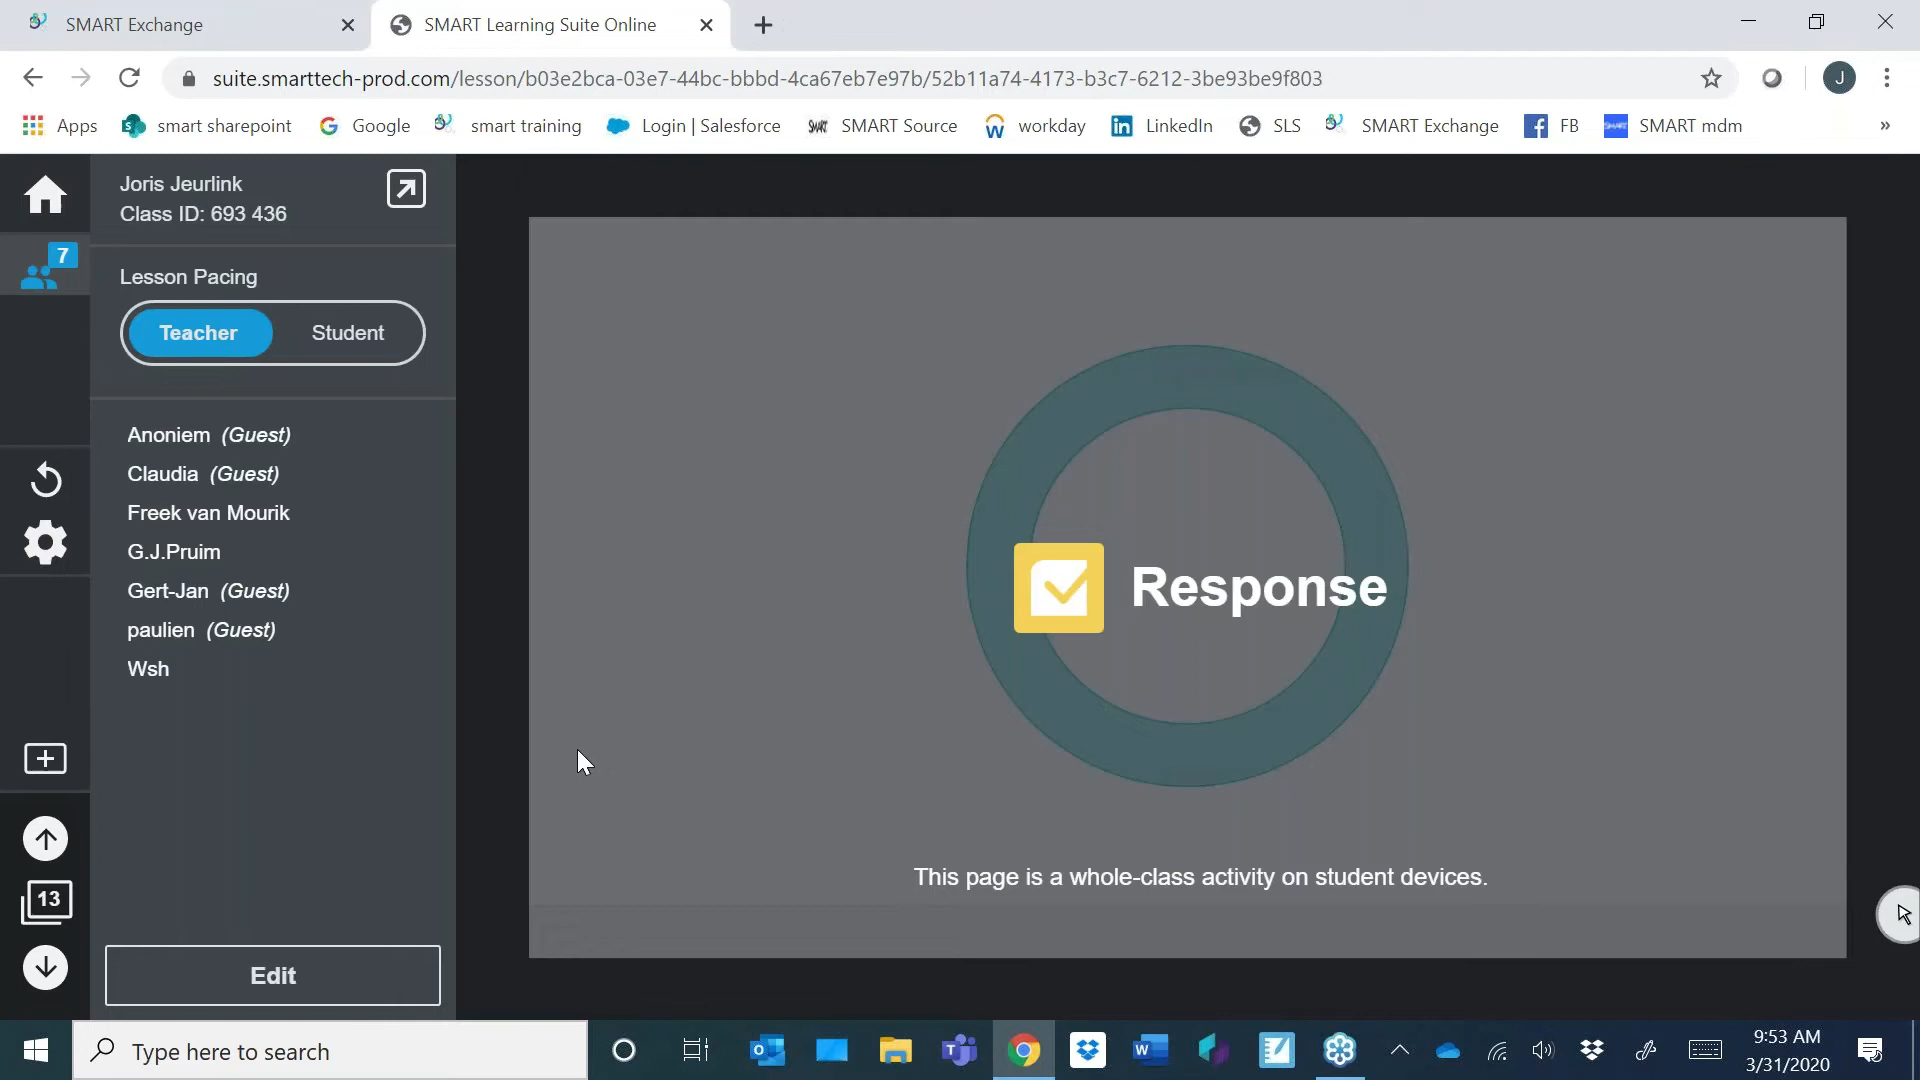 SMART Exchange
SMART Learning Suite Online
suite.smarttech-prod.com/lesson/b03e2bca-03e7-44bc-bbbd-4ca67eb7e97b/52b11a74-4173-b3c7-6212-3be93be9f803
J
Apps
smart sharepoint
Google
smart training
Login | Salesforce
SMART Source
workday
LinkedIn
SLS
SMART Exchange
FB
SMART mdm
»
Joris Jeurlink
Class ID: 693 436
7
Lesson Pacing
Teacher
Student
Anoniem (Guest)
Claudia (Guest)
Freek van Mourik
G.J.Pruim
Gert-Jan (Guest)
paulien (Guest)
Wsh
Response
This page is a whole-class activity on student devices.
13
Edit
Type here to search
9:53 AM
3/31/2020